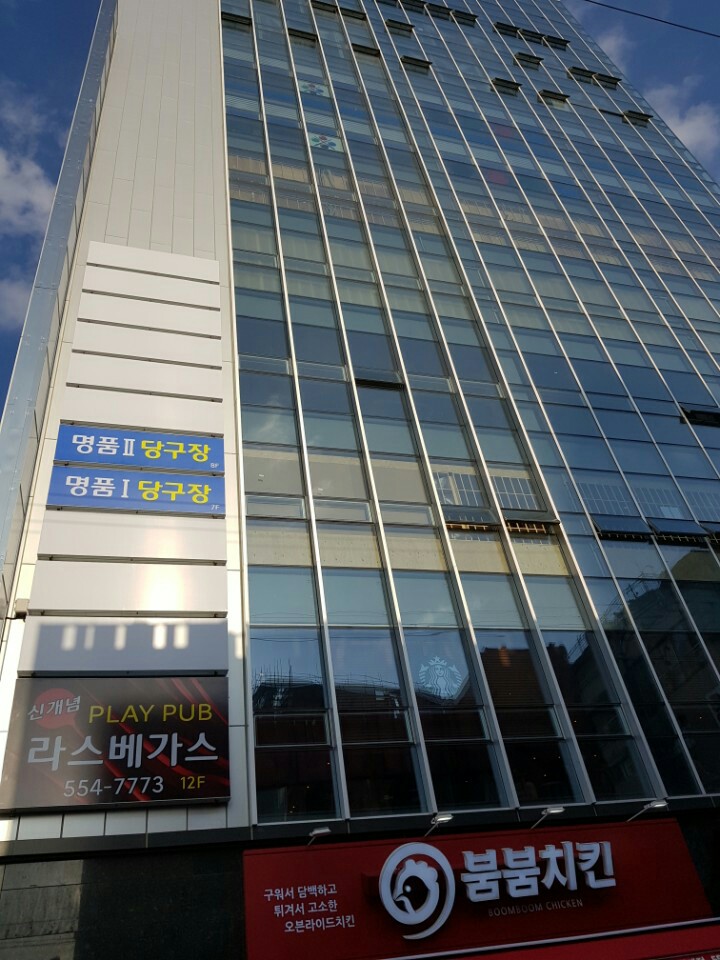 명품Ⅱ 당구장 8F
명품Ⅰ 당구장 7F
신개념 PLAY PUB
라스베가스
554-7773 12F
구워서 담백하고
튀겨서 고소한
오븐라이드치킨
붐붐치킨
BOOMBOOM CHICKEN